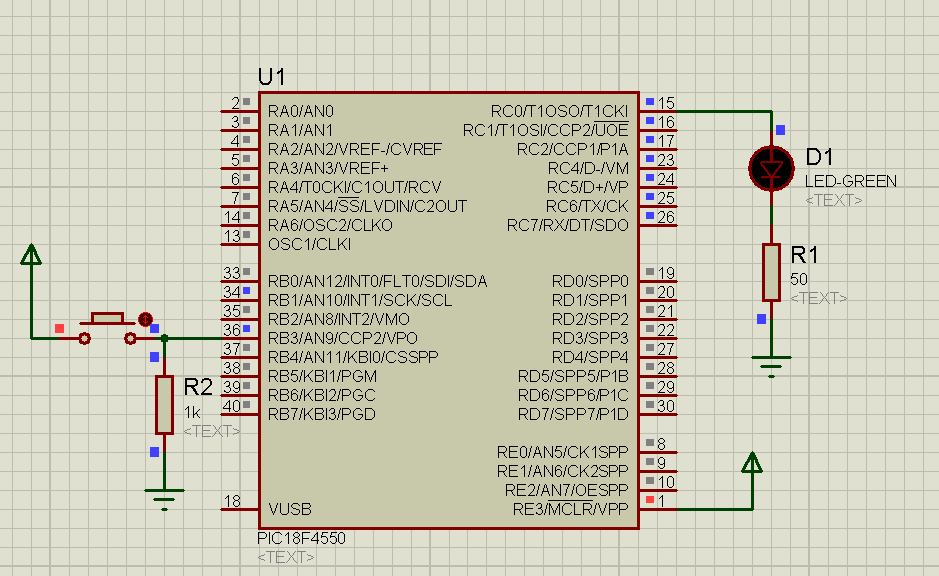 U1
2 RA0/AN0 RC0/T1OSO/T1CKI 15
3 RA1/AN1 RC1/T1OSI/CCP2/UOE 16
4 RA2/AN2/VREF-/CVREF RC2/CCP1/P1A 17
5 RA3/AN3/VREF+ RC4/D-/VM 23
6 RA4/T0CKI/C1OUT/RCV RC5/D+/VP 24
7 RA5/AN4/SS/LVDIN/C2OUT RC6/TX/CK 25
14 RA6/OSC2/CLKO RC7/RX/DT/SDO 26
13 OSC1/CLKI
D1
LED-GREEN
<TEXT>
33 RB0/AN12/INT0/FLT0/SDI/SDA RD0/SPP0 19
34 RB1/AN10/INT1/SCK/SCL RD1/SPP1 20
35 RB2/AN8/INT2/VMO RD2/SPP2 21
36 RB3/AN9/CCP2/VPO RD3/SPP3 22
37 RB4/AN11/KBI0/CSSPP RD4/SPP4 27
38 RB5/KBI1/PGM RD5/SPP5/P1B 28
39 RB6/KBI2/PGC RD6/SPP6/P1C 29
40 RB7/KBI3/PGD RD7/SPP7/P1D 30
R1
50
<TEXT>
R2
1k
<TEXT>
RE0/AN5/CK1SPP 8
RE1/AN6/CK2SPP 9
RE2/AN7/OESPP 10
18 VUSB RE3/MCLR/VPP 1
PIC18F4550
<TEXT>